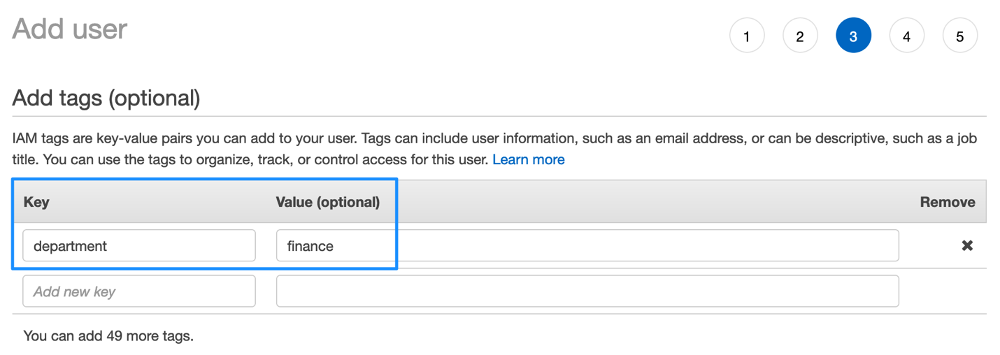 Add user
1 2 3 4 5
Add tags (optional)
IAM tags are key-value pairs you can add to your user. Tags can include user information, such as an email address, or can be descriptive, such as a job
title. You can use the tags to organize, track, or control access for this user. Learn more
Key Value (optional) Remove
department finance
Add new key
You can add 49 more tags.